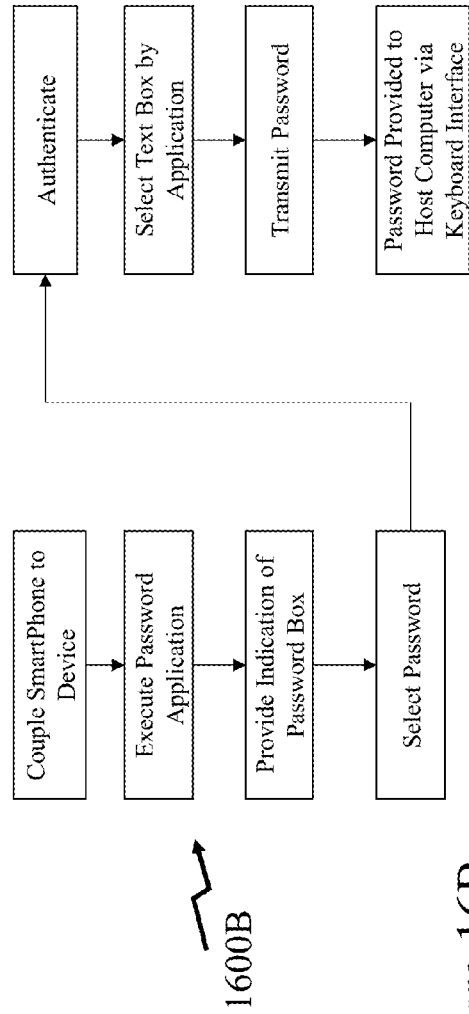 Couple SmartPhone to
Device
Execute Password
Application
Provide Indication of
Password Box
Select Password
Authenticate
Select Text Box by
Application
Transmit Password
Password Provided to
Host Computer via
Keyboard Interface
1600B
16B